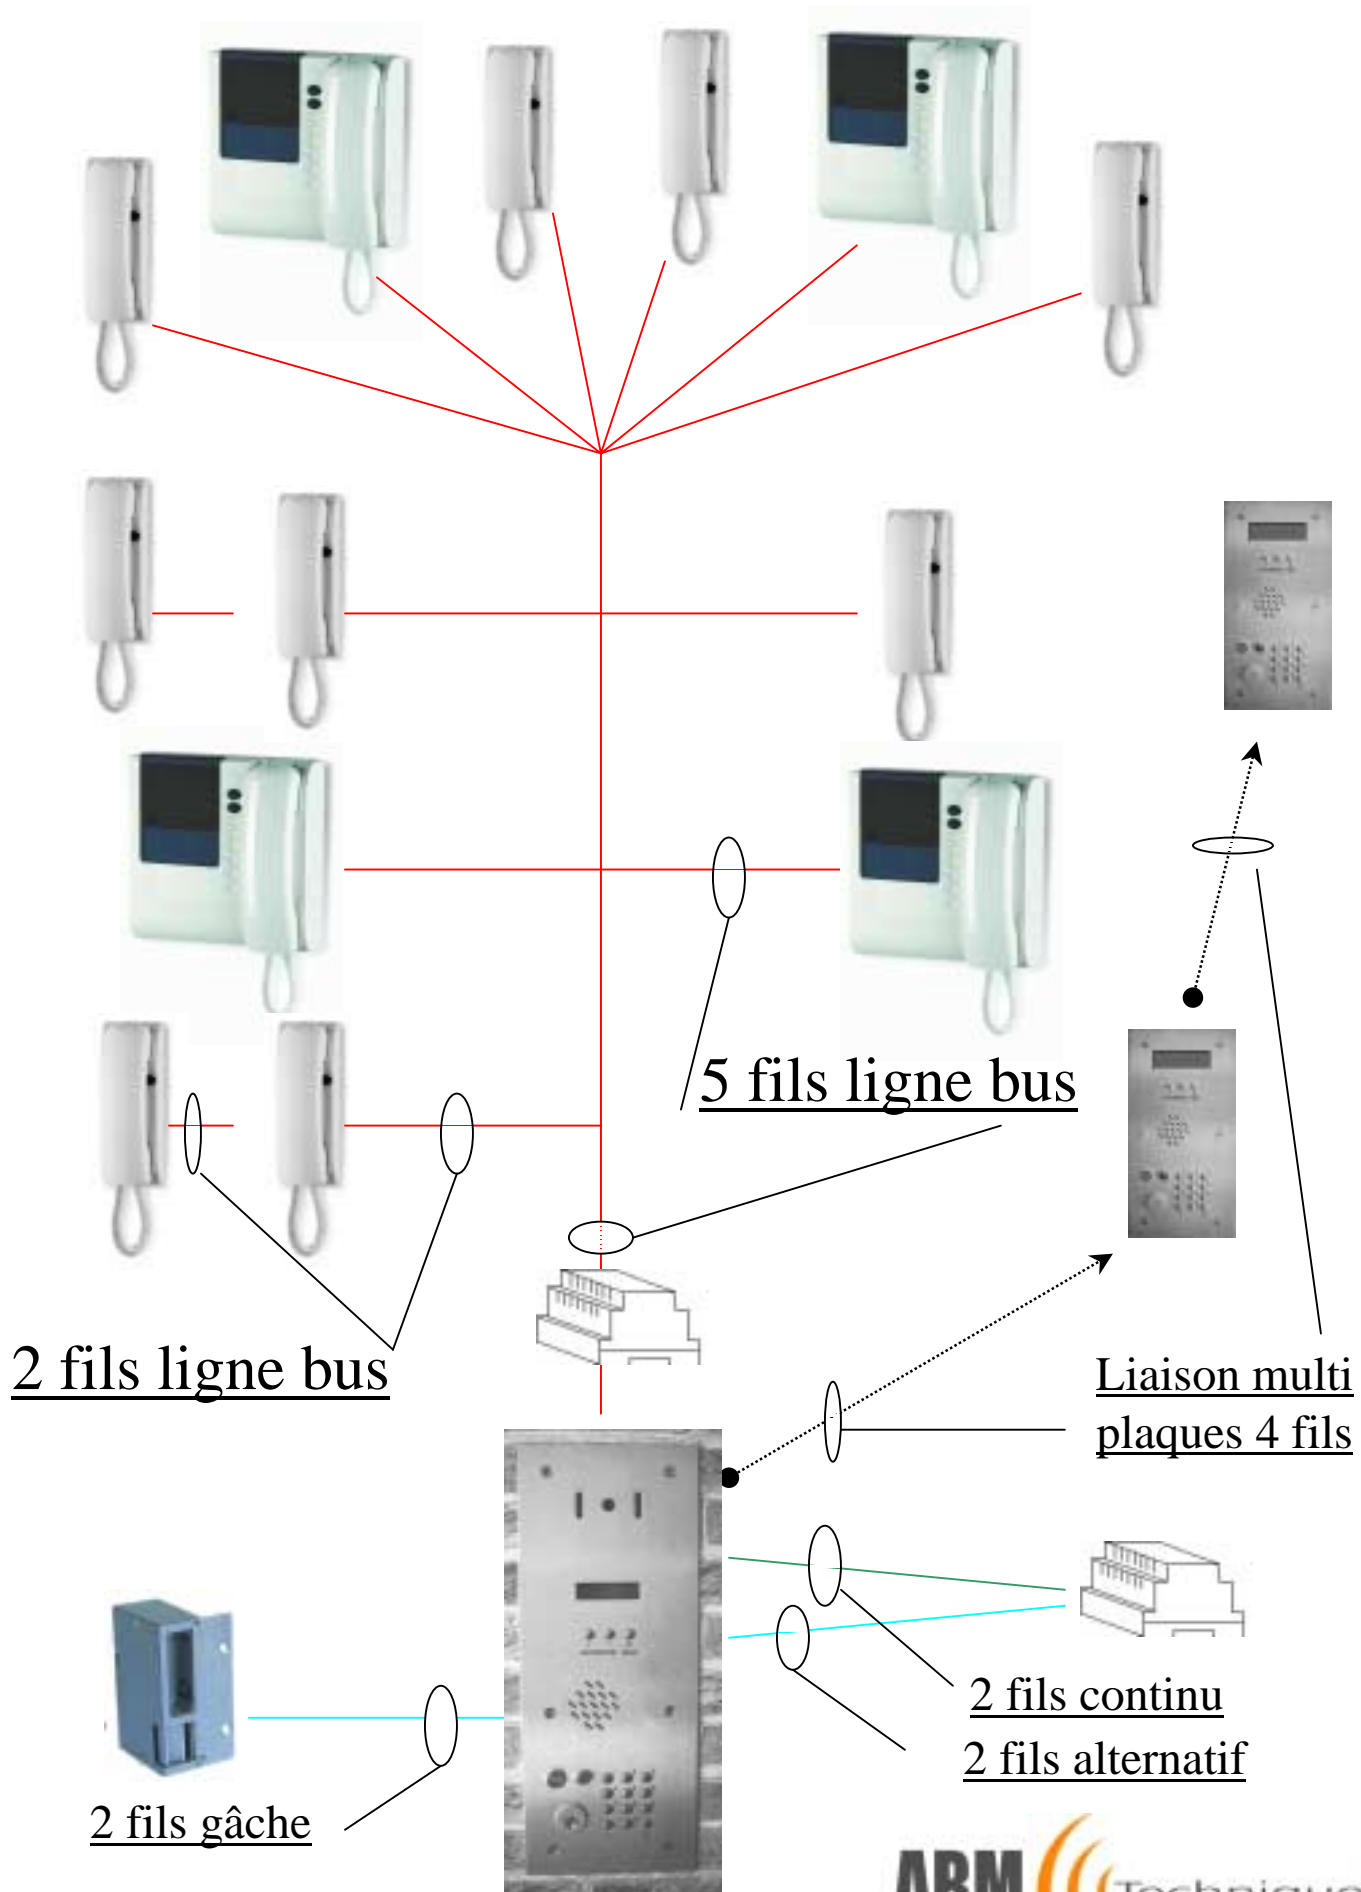 5 fils ligne bus
2 fils ligne bus
Liaison multi
plaques 4 fils
2 fils continu
2 fils alternatif
2 fils gâche
ARM Technique